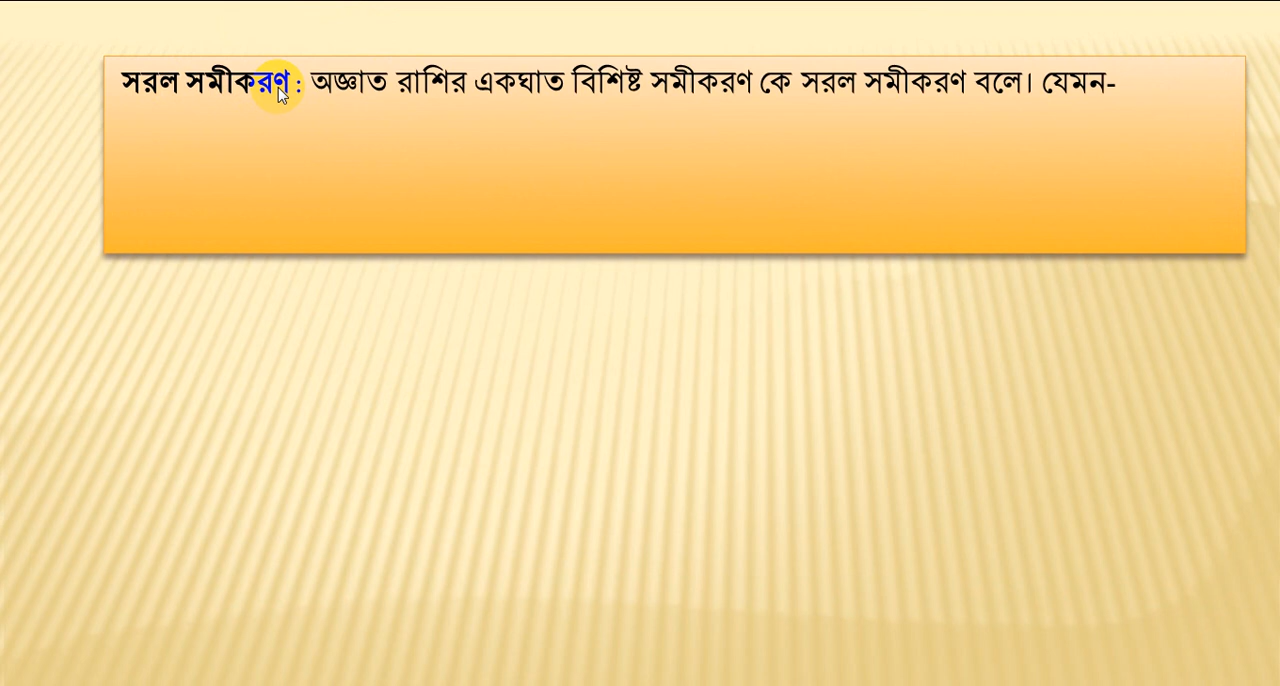 সরল সমীকরণ : অজ্ঞাত রাশির একঘাত বিশিষ্ট সমীকরণ কে সরল সমীকরণ বলে। যেমন-